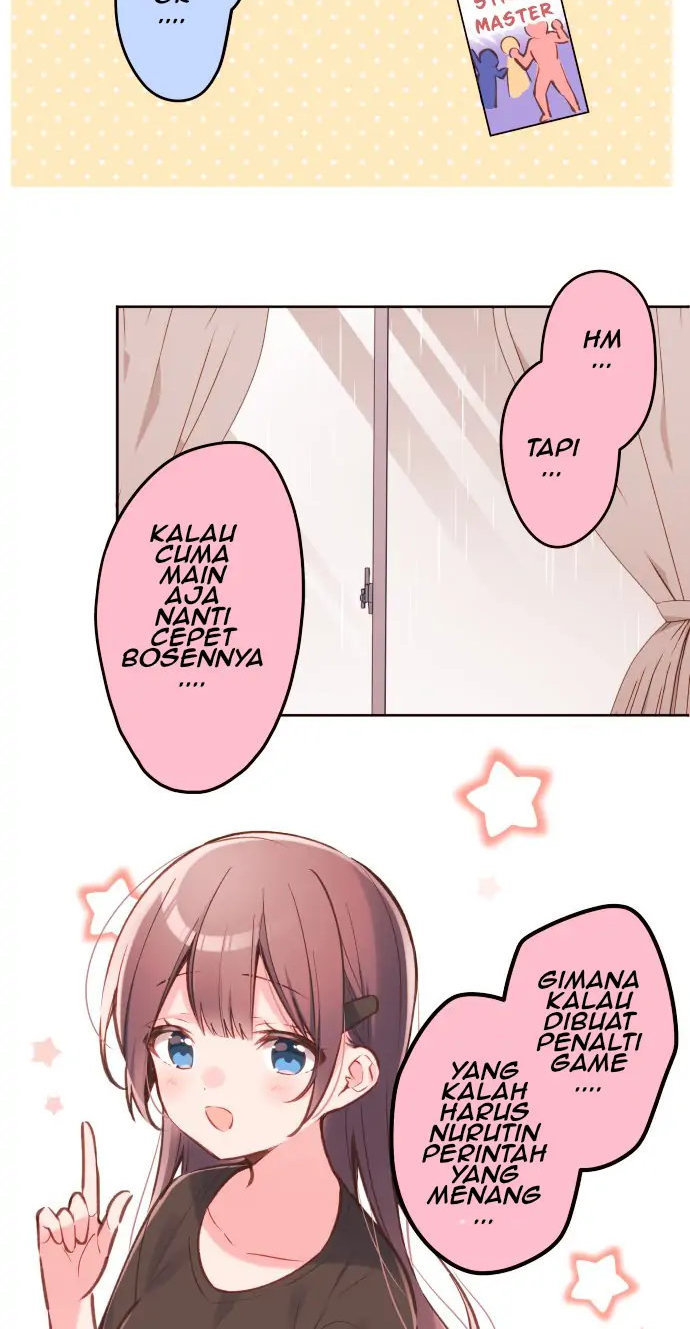 ....
MASTER
HM
...
TAPI
...
KALAU
CUMA
MAIN
AJA
NANTI
CEPET
BOSENNYA
....
GIMANA
KALAU
DIBUAT
PENALTI
GAME
....
YANG
KALAH
HARUS
NURUTIN
PERINTAH
YANG
MENANG
...